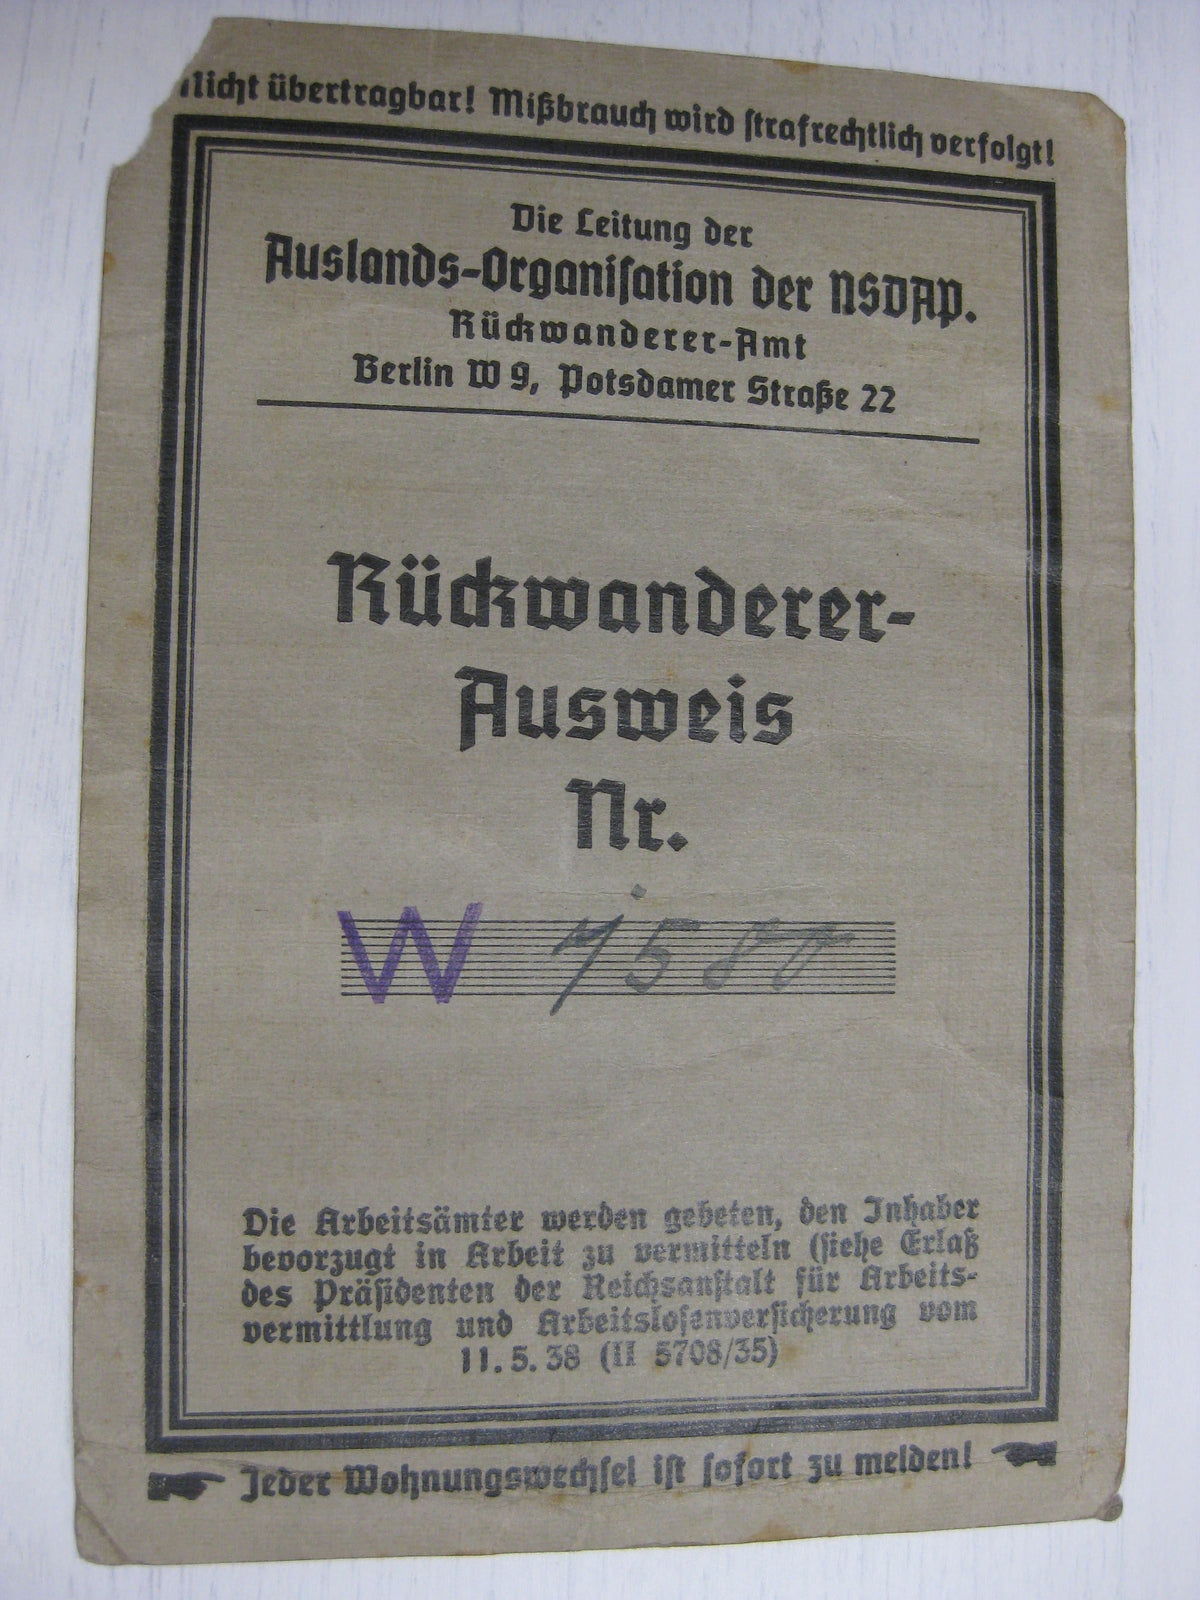 Nicht übertragbar! Mißbrauch wird strafrechtlich verfolgt!
Die Leitung der
Auslands-Organisation der NSDAP.
Rückwanderer-Amt
Berlin W 9, Potsdamer Straße 22
Rückwanderer-
Ausweis
Nr.
W 7580
Die Arbeitsämter werden gebeten, den Inhaber
bevorzugt in Arbeit zu vermitteln (siehe Erlaß
des Präsidenten der Reichsanstalt für Arbeits-
vermittlung und Arbeitslosenversicherung vom
11. 5. 38 (II 5708/35)
Jeder Wohnungswechsel ist sofort zu melden!